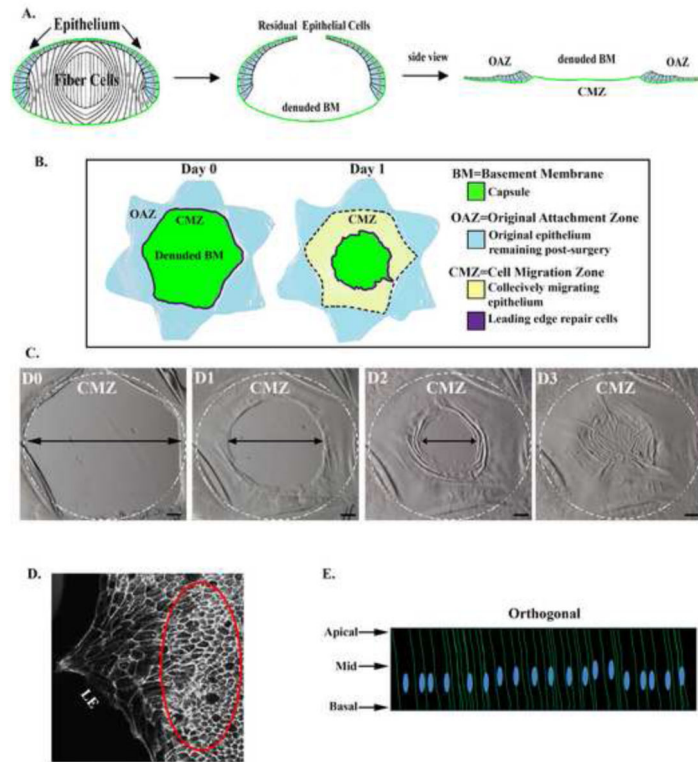 A.
Epithelium
Fiber Cells
Residual Epithelial Cells
denuded BM
side view
OAZ
denuded BM
OAZ
CMZ
B.
Day 0
Day 1
OAZ
CMZ
Denuded BM
CMZ
BM=Basement Membrane
Capsule
OAZ=Original Attachment Zone
Original epithelium
remaining post-surgery
CMZ=Cell Migration Zone
Collecively migrating
epithelium
Leading edge repair cells
C.
D0
CMZ
D1
CMZ
D2
CMZ
D3
D.
LE
E.
Orthogonal
Apical
Mid
Basal